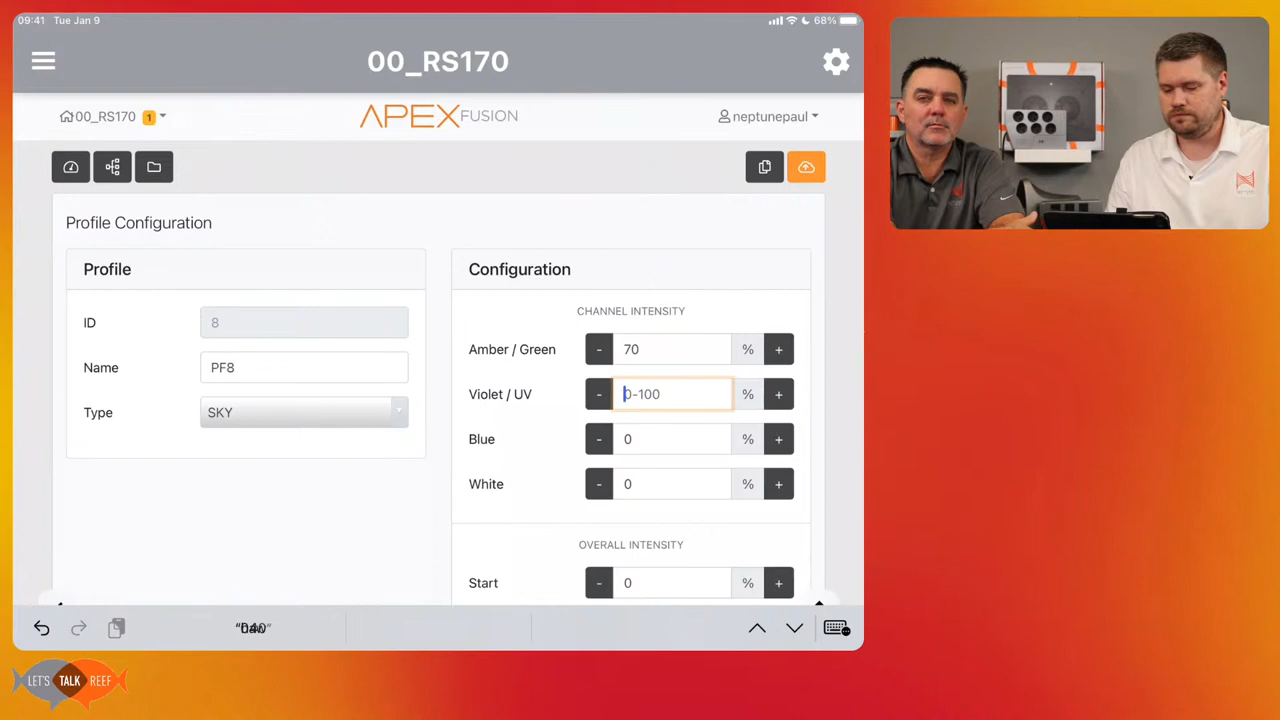 09:41 Tue Jan 9
68%
00_RS170
00_RS170 1
APEX FUSION
neptunepaul
Profile Configuration
Profile
ID 8
Name PF8
Type SKY
Configuration
CHANNEL INTENSITY
Amber / Green - 70 % +
Violet / UV - 0-100 % +
Blue - 0 % +
White - 0 % +
OVERALL INTENSITY
Start - 0 % +
LET'S TALK REEF